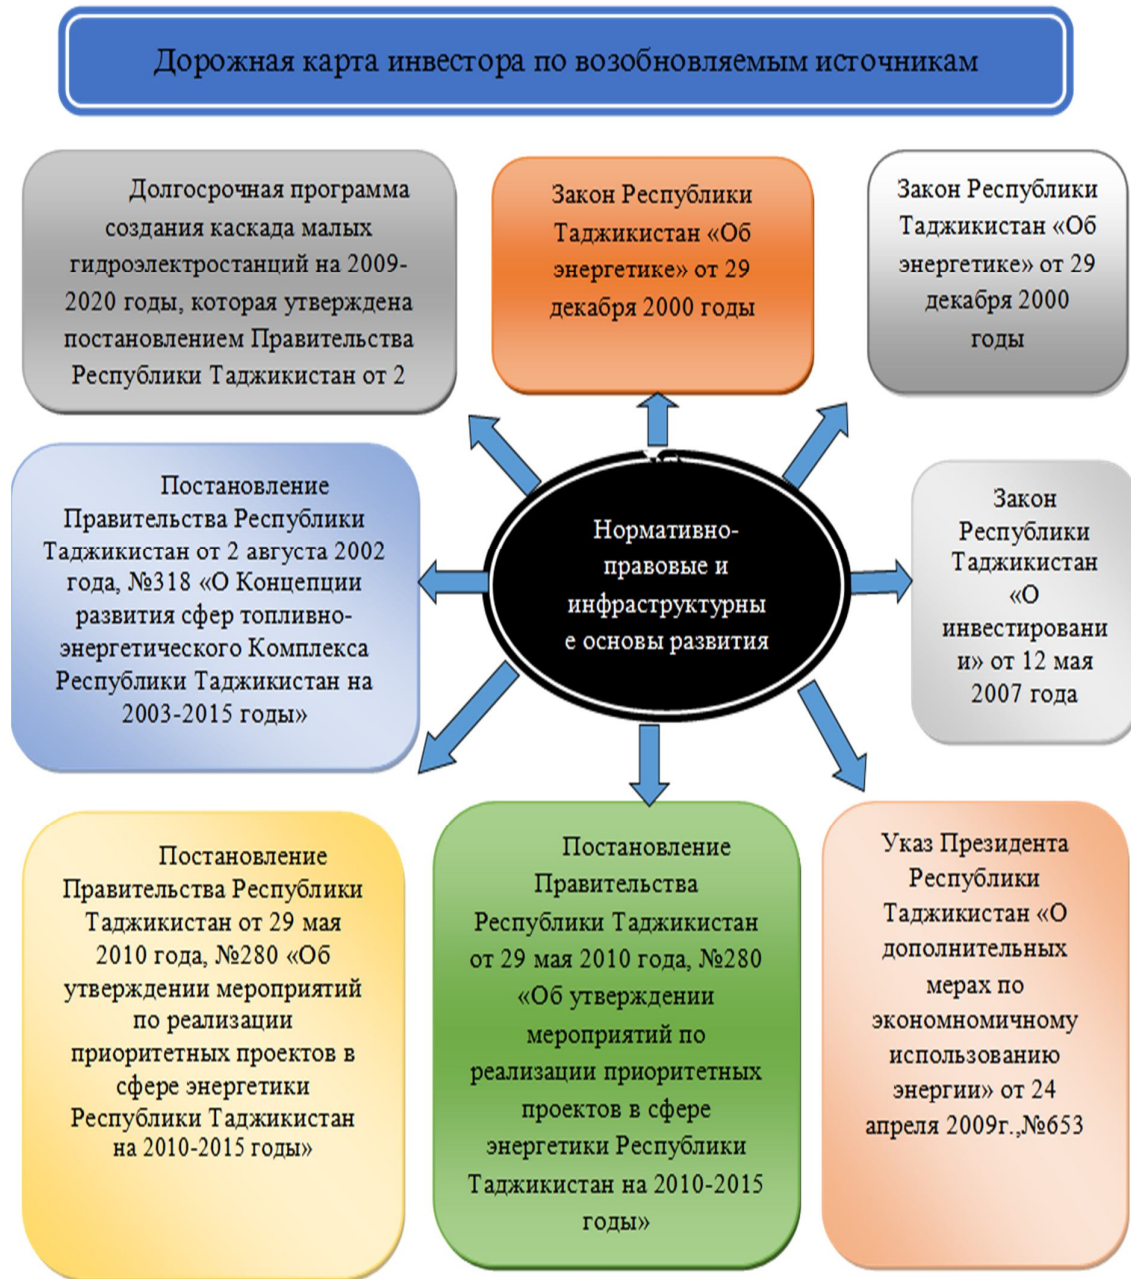 Дорожная карта инвестора по возобновляемым источникам
Долгосрочная программа
создания каскада малых
гидроэлектростанций на 2009-
2020 годы, которая утверждена
постановлением Правительства
Республики Таджикистан от 2
Закон Республики
Таджикистан «Об
энергетике» от 29
декабря 2000 годы
Закон Республики
Таджикистан «Об
энергетике» от 29
декабря 2000
годы
Постановление
Правительства Республики
Таджикистан от 2 августа 2002
года, №318 «О Концепции
развития сфер топливно-
энергетического Комплекса
Республики Таджикистан на
2003-2015 годы»
Нормативно-
правовые и
инфраструктурны
е основы развития
Закон
Республики
Таджикистан
«О
инвестировани
и» от 12 мая
2007 года
Постановление
Правительства Республики
Таджикистан от 29 мая
2010 года, №280 «Об
утверждении мероприятий
по реализации
приоритетных проектов в
сфере энергетики
Республики Таджикистан
на 2010-2015 годы»
Постановление
Правительства
Республики Таджикистан
от 29 мая 2010 года, №280
«Об утверждении
мероприятий по
реализации приоритетных
проектов в сфере
энергетики Республики
Таджикистан на 2010-2015
годы»
Указ Президента
Республики
Таджикистан «О
дополнительных
мерах по
экономномичному
использованию
энергии» от 24
апреля 2009г.,№653